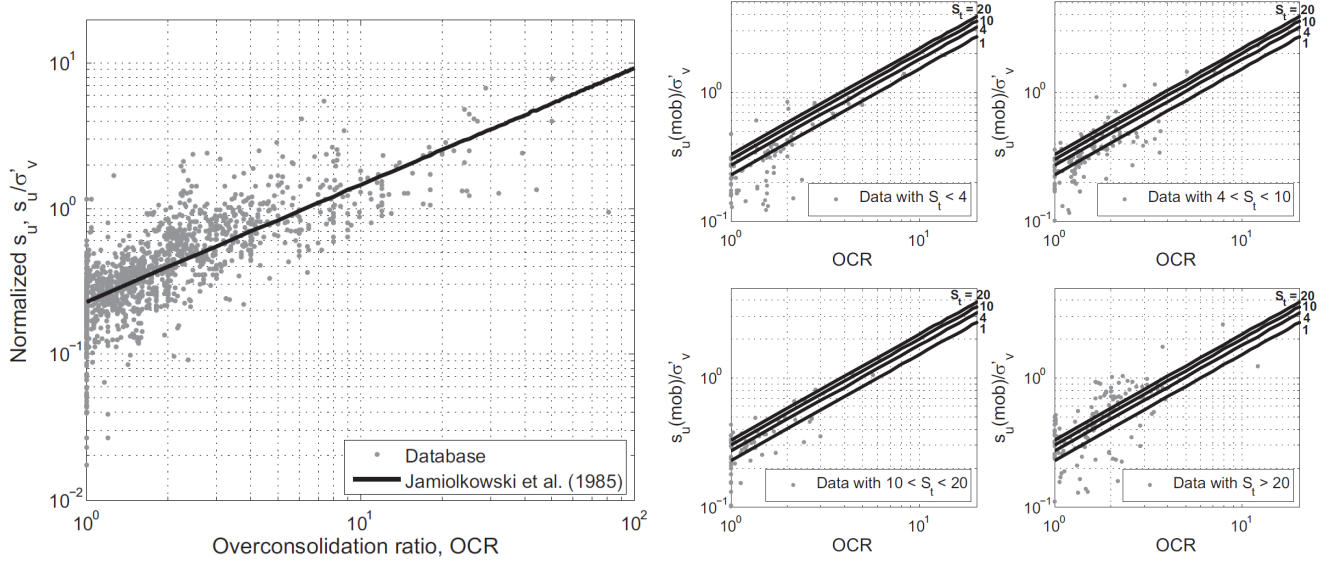 Normalized s_u, s_u/σ'_v
10^1
10^0
10^-1
10^-2
10^0
10^1
10^2
Overconsolidation ratio, OCR
Database
Jamiolkowski et al. (1985)
s_u(mob)/σ'_v
10^0
10^-1
S_t = 20
10
4
1
Data with S_t < 4
10^0
10^1
OCR
s_u(mob)/σ'_v
10^0
10^-1
S_t = 20
10
4
1
Data with 4 < S_t < 10
10^0
10^1
OCR
s_u(mob)/σ'_v
10^0
10^-1
S_t = 20
10
4
1
Data with 10 < S_t < 20
10^0
10^1
OCR
s_u(mob)/σ'_v
10^0
10^-1
S_t = 20
10
4
1
Data with S_t > 20
10^0
10^1
OCR